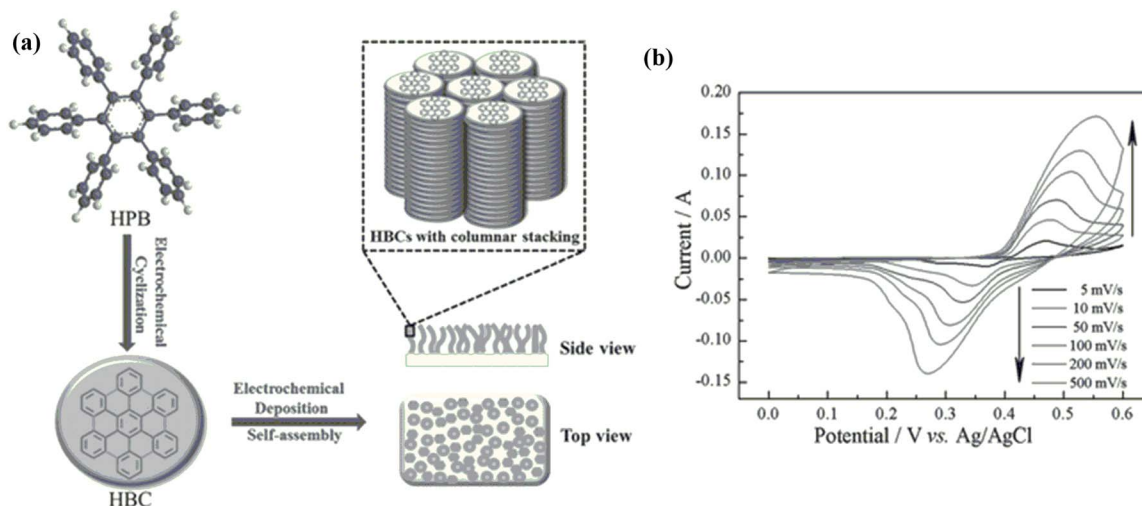 (a)
HPB
Electrochemical
Cyclization
HBC
Electrochemical
Deposition
Self-assembly
HBCs with columnar stacking
Side view
Top view
(b)
Current / A
0.20
0.15
0.10
0.05
0.00
-0.05
-0.10
-0.15
5 mV/s
10 mV/s
50 mV/s
100 mV/s
200 mV/s
500 mV/s
0.0 0.1 0.2 0.3 0.4 0.5 0.6
Potential / V vs. Ag/AgCl